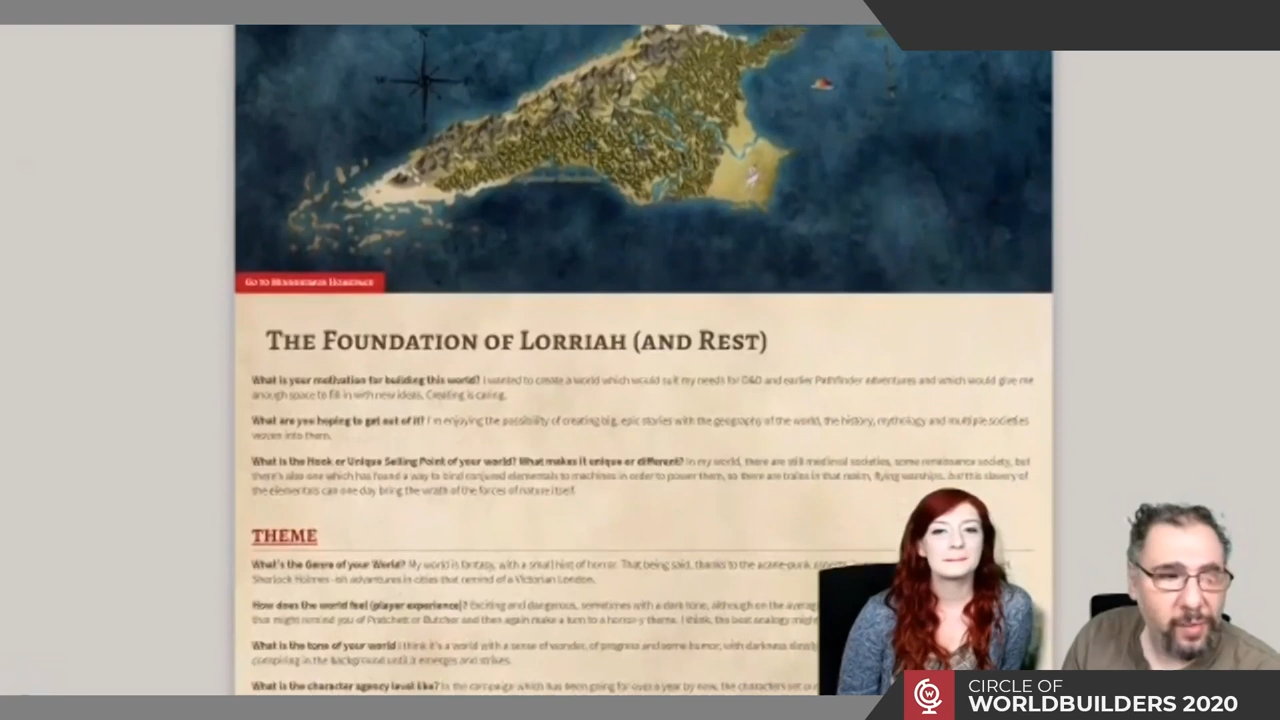 The Foundation of Lorriah (and Rest)
What is your motivation for building this world? I wanted to create a world which would suit my needs for D&D and earlier Pathfinder adventures and which would give me
enough space to fill in with new ideas. Creating is caring.
What are you hoping to get out of it? I'm enjoying the possibility of creating big, epic stories with the geography of the world, the history, mythology and multiple societies
woven into them.
What is the Hook or Unique Selling Point of your world? What makes it unique or different? In my world, there are still medieval societies, some renaissance society, but
there's also one which has found a way to bind conjured elementals to machines in order to power them, so there are trains in that realm, flying warships, but this slavery of
the elementals can one day bring the wrath of the forces of nature itself.
THEME
What's the Genre of your World? My world is fantasy, with a small hint of horror. That being said, thanks to the arcane-punk
Sherlock Holmes -ish adventures in cities that remind of a Victorian London.
How does the world feel (player experience)? Exciting and dangerous, sometimes with a dark tone, although on the
that might remind you of Pratchett or Butcher and then again make a turn to a horror-y theme. I think, the best analogy might
What is the tone of your world I think it's a world with a sense of wonder, of progress and some humor, with darkness slowly
conspiring in the background until it emerges and strikes.
What is the character agency level like? In the campaign which has been going for over a year by now, the characters
CIRCLE OF
WORLDBUILDERS 2020